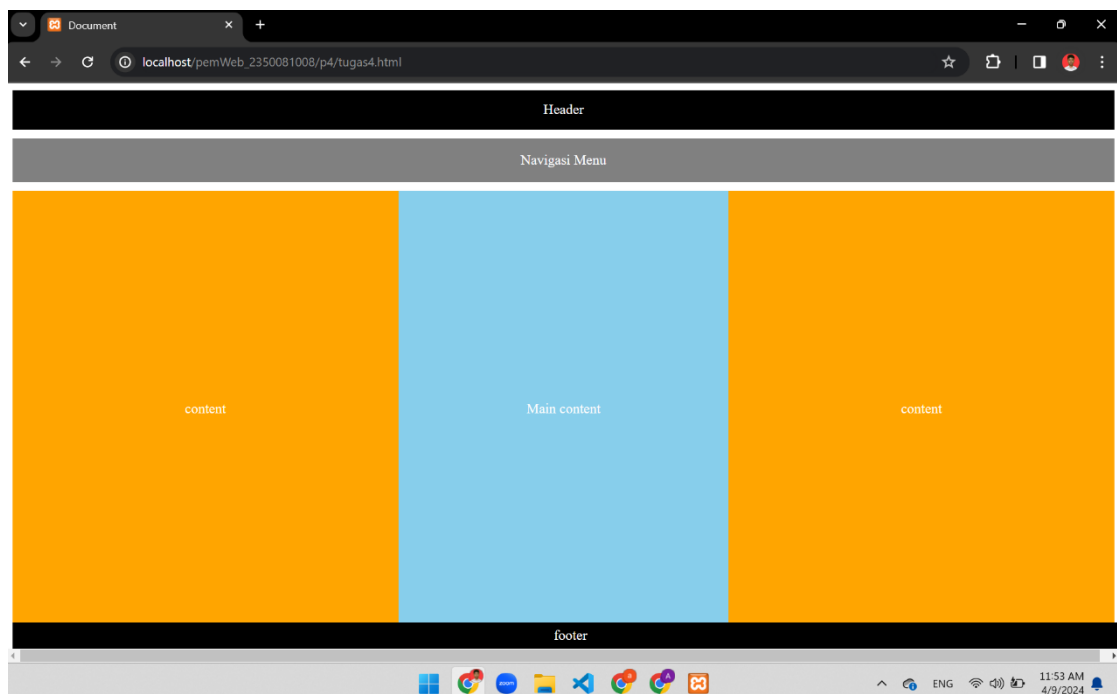 Document
localhost/pemWeb_2350081008/p4/tugas4.html
Header
Navigasi Menu
content
Main content
content
footer
zoom
ENG
11:53 AM
4/9/2024